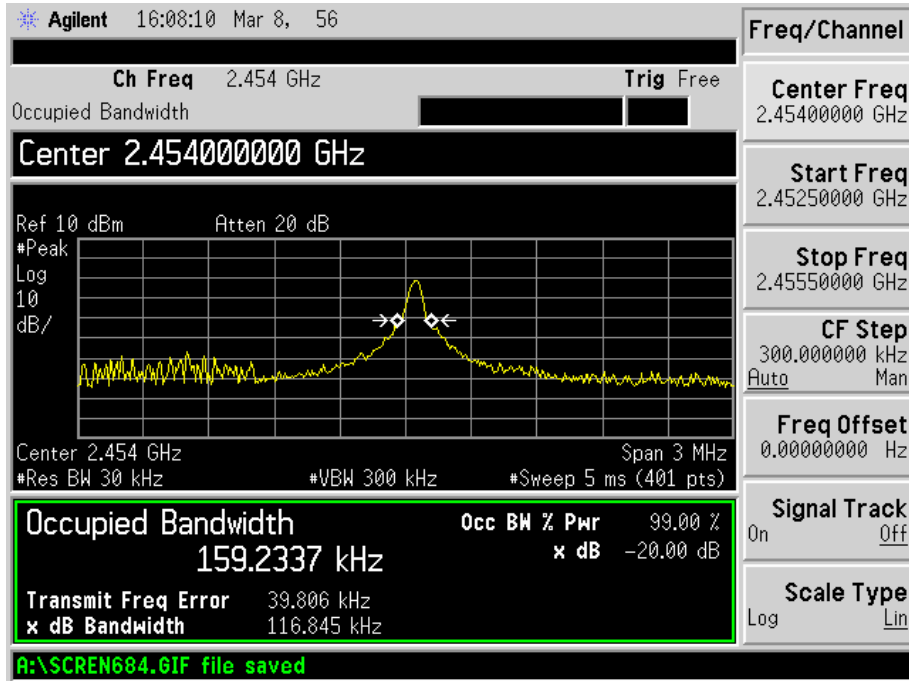 Agilent 16:08:10 Mar 8, 56
Freq/Channel
Ch Freq 2.454 GHz Trig Free
Occupied Bandwidth
Center 2.454000000 GHz
Ref 10 dBm Atten 20 dB
#Peak
Log
10
dB/
Center 2.454 GHz Span 3 MHz
#Res BW 30 kHz #VBW 300 kHz #Sweep 5 ms (401 pts)
Occupied Bandwidth Occ BW % Pwr 99.00 %
159.2337 kHz x dB -20.00 dB
Transmit Freq Error 39.806 kHz
x dB Bandwidth 116.845 kHz
A:\SCREN684.GIF file saved
Center Freq
2.45400000 GHz
Start Freq
2.45250000 GHz
Stop Freq
2.45550000 GHz
CF Step
300.000000 kHz
Auto Man
Freq Offset
0.00000000 Hz
Signal Track
On Off
Scale Type
Log Lin